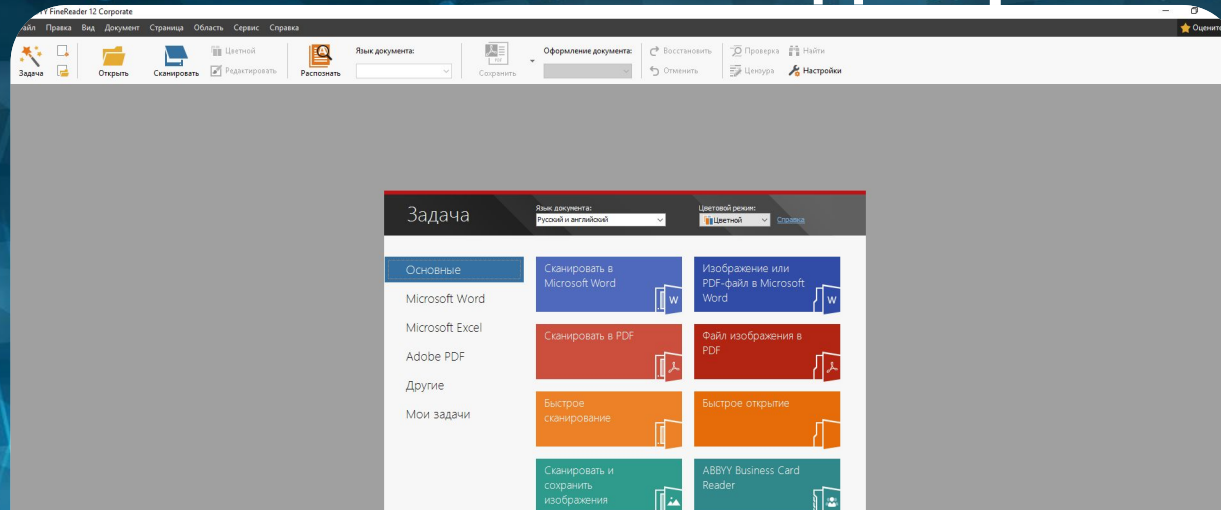 FineReader 12 Corporate
Правка Вид Документ Страница Область Сервис Справка
Оцените
Задача
Открыть
Сканировать
Цветной
Редактировать
Распознать
Язык документа:
Сохранить
Оформление документа:
Восстановить
Отменить
Проверка
Цензура
Найти
Настройки
Задача
Язык документа:
Русский и английский
Цветовой режим:
Цветной
Справка
Основные
Microsoft Word
Microsoft Excel
Adobe PDF
Другие
Мои задачи
Сканировать в
Microsoft Word
W
Изображение или
PDF-файл в Microsoft
Word
W
Сканировать в PDF
Файл изображения в
PDF
Быстрое
сканирование
Быстрое открытие
Сканировать и
сохранить
изображения
ABBYY Business Card
Reader